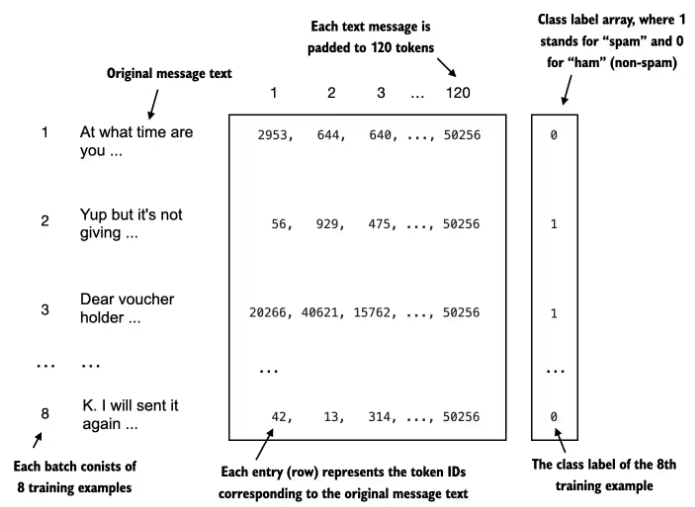 Each text message is
padded to 120 tokens
Class label array, where 1
stands for “spam” and 0
for “ham” (non-spam)
Original message text
1 2 3 ... 120
1 At what time are
you ...
2953, 644, 640, ..., 50256 0
2 Yup but it's not
giving ...
56, 929, 475, ..., 50256 1
3 Dear voucher
holder ...
20266, 40621, 15762, ..., 50256 1
... ... ... ...
8 K. I will sent it
again ...
42, 13, 314, ..., 50256 0
Each batch conists of
8 training examples
Each entry (row) represents the token IDs
corresponding to the original message text
The class label of the 8th
training example